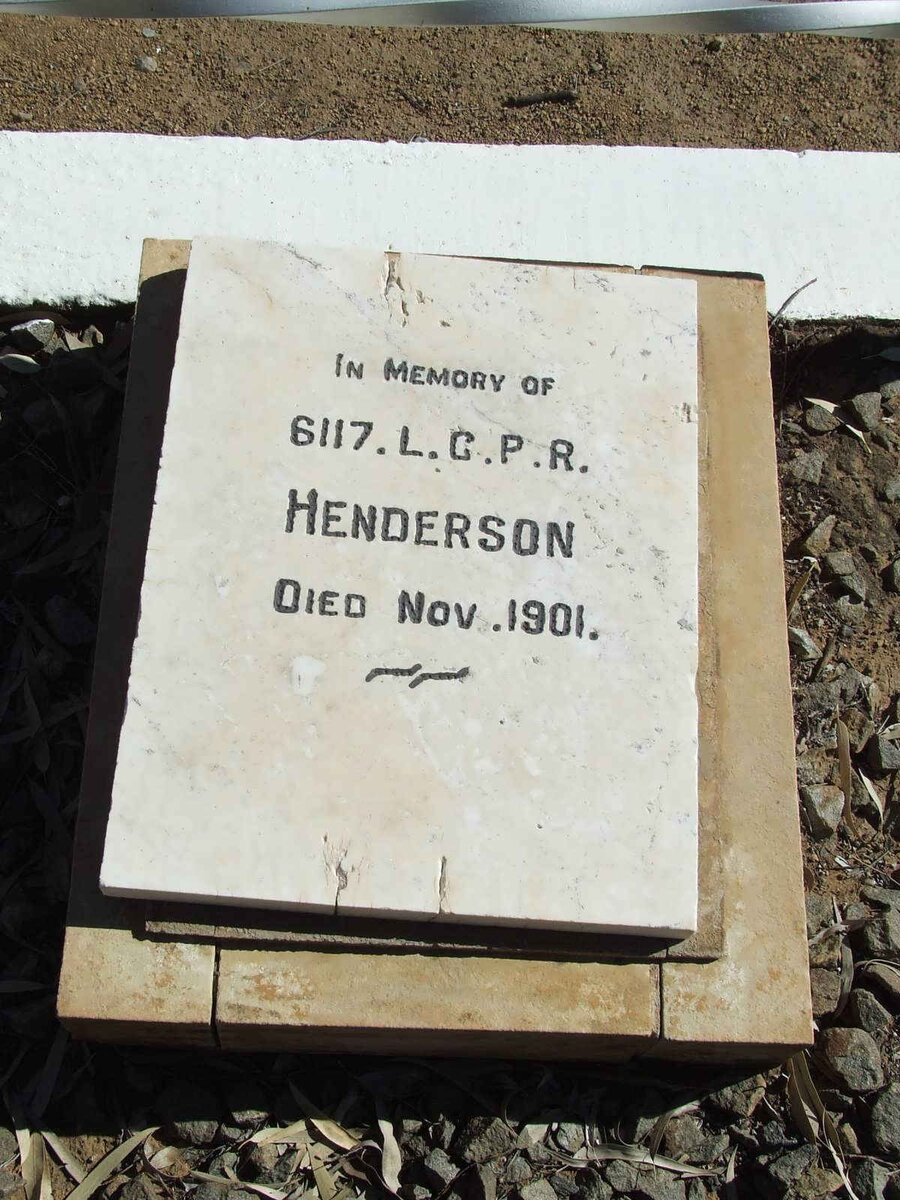 IN MEMORY OF
6117.L.C.P.R.
HENDERSON
DIED NOV.1901.